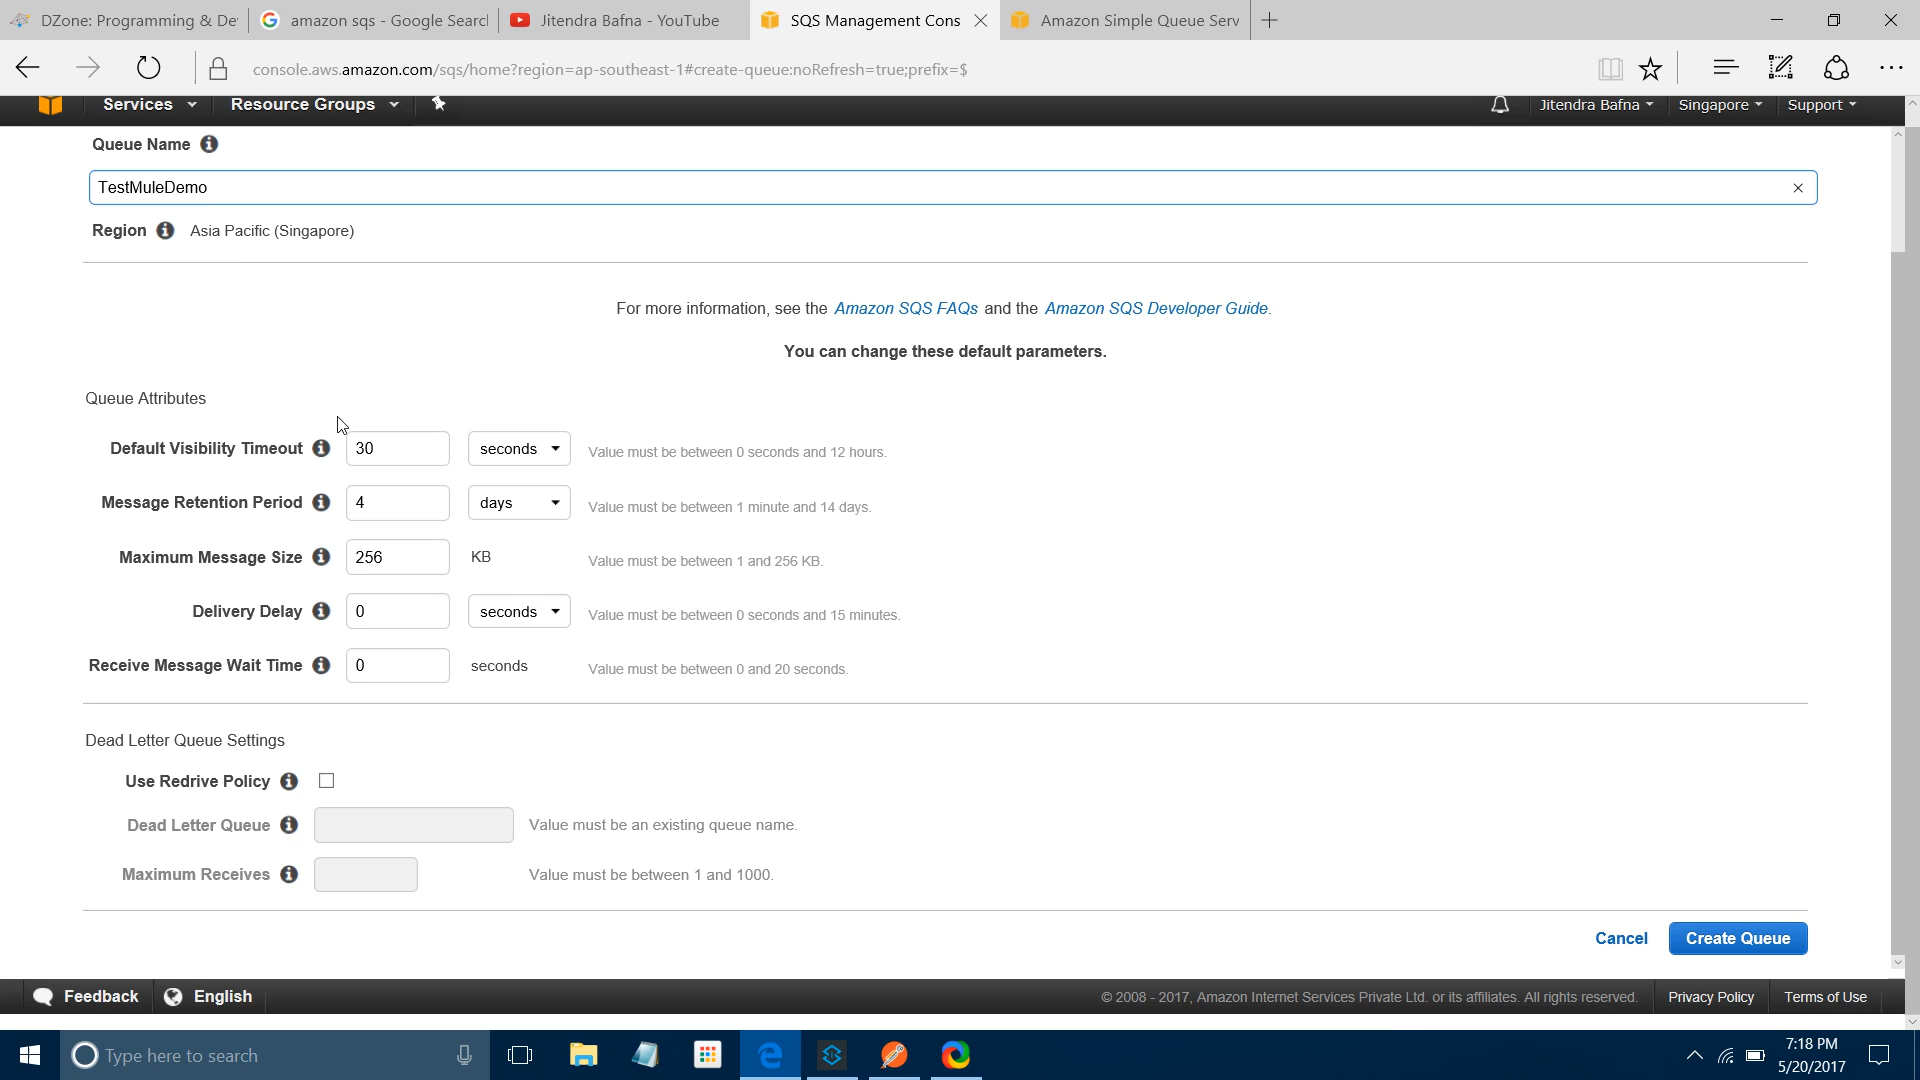 DZone: Programming & De
amazon sqs - Google Search
Jitendra Bafna - YouTube
SQS Management Cons
Amazon Simple Queue Serv
console.aws.amazon.com/sqs/home?region=ap-southeast-1#create-queue:noRefresh=true;prefix=$
Services
Resource Groups
Jitendra Bafna
Singapore
Support
Queue Name
TestMuleDemo
Region Asia Pacific (Singapore)
For more information, see the Amazon SQS FAQs and the Amazon SQS Developer Guide.
You can change these default parameters.
Queue Attributes
Default Visibility Timeout 30 seconds Value must be between 0 seconds and 12 hours.
Message Retention Period 4 days Value must be between 1 minute and 14 days.
Maximum Message Size 256 KB Value must be between 1 and 256 KB.
Delivery Delay 0 seconds Value must be between 0 seconds and 15 minutes.
Receive Message Wait Time 0 seconds Value must be between 0 and 20 seconds.
Dead Letter Queue Settings
Use Redrive Policy
Dead Letter Queue Value must be an existing queue name.
Maximum Receives Value must be between 1 and 1000.
Cancel Create Queue
Feedback English © 2008 - 2017, Amazon Internet Services Private Ltd. or its affiliates. All rights reserved. Privacy Policy Terms of Use
Type here to search
7:18 PM
5/20/2017